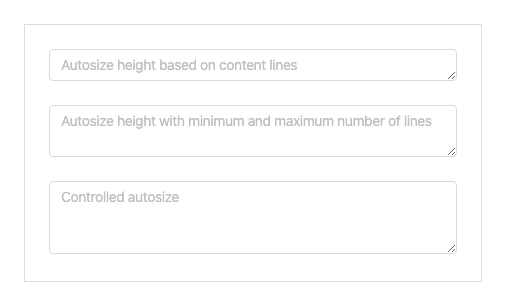 Autosize height based on content lines
Autosize height with minimum and maximum number of lines
Controlled autosize